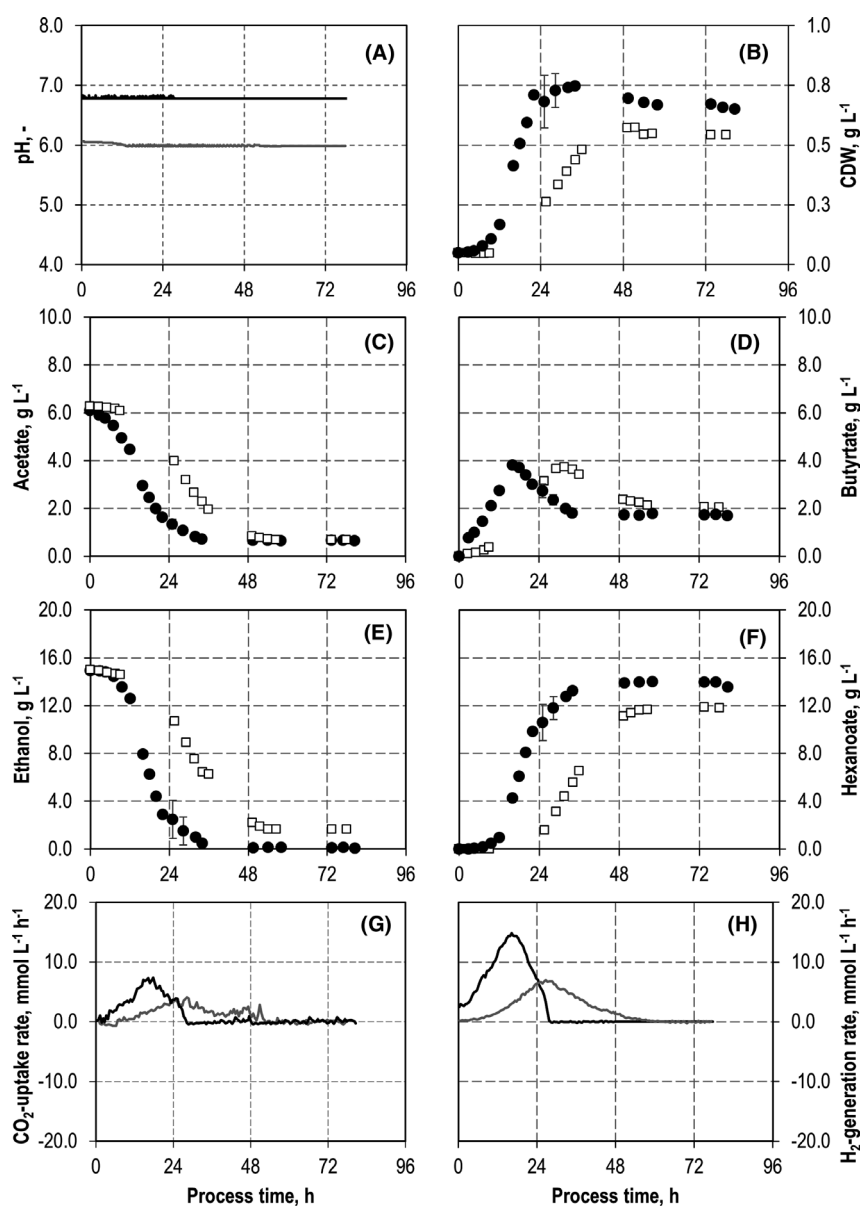 (A)
8.0
7.0
6.0
5.0
4.0
pH, -
0 24 48 72 96
(B)
1.0
0.8
0.5
0.3
0.0
CDW, g L-1
0 24 48 72 96
(C)
10.0
8.0
6.0
4.0
2.0
0.0
Acetate, g L-1
0 24 48 72 96
(D)
10.0
8.0
6.0
4.0
2.0
0.0
Butyrtate, g L-1
0 24 48 72 96
(E)
20.0
16.0
12.0
8.0
4.0
0.0
Ethanol, g L-1
0 24 48 72 96
(F)
20.0
16.0
12.0
8.0
4.0
0.0
Hexanoate, g L-1
0 24 48 72 96
(G)
20.0
10.0
0.0
-10.0
-20.0
CO2-uptake rate, mmol L-1 h-1
0 24 48 72 96
Process time, h
(H)
20.0
10.0
0.0
-10.0
-20.0
H2-generation rate, mmol L-1 h-1
0 24 48 72 96
Process time, h